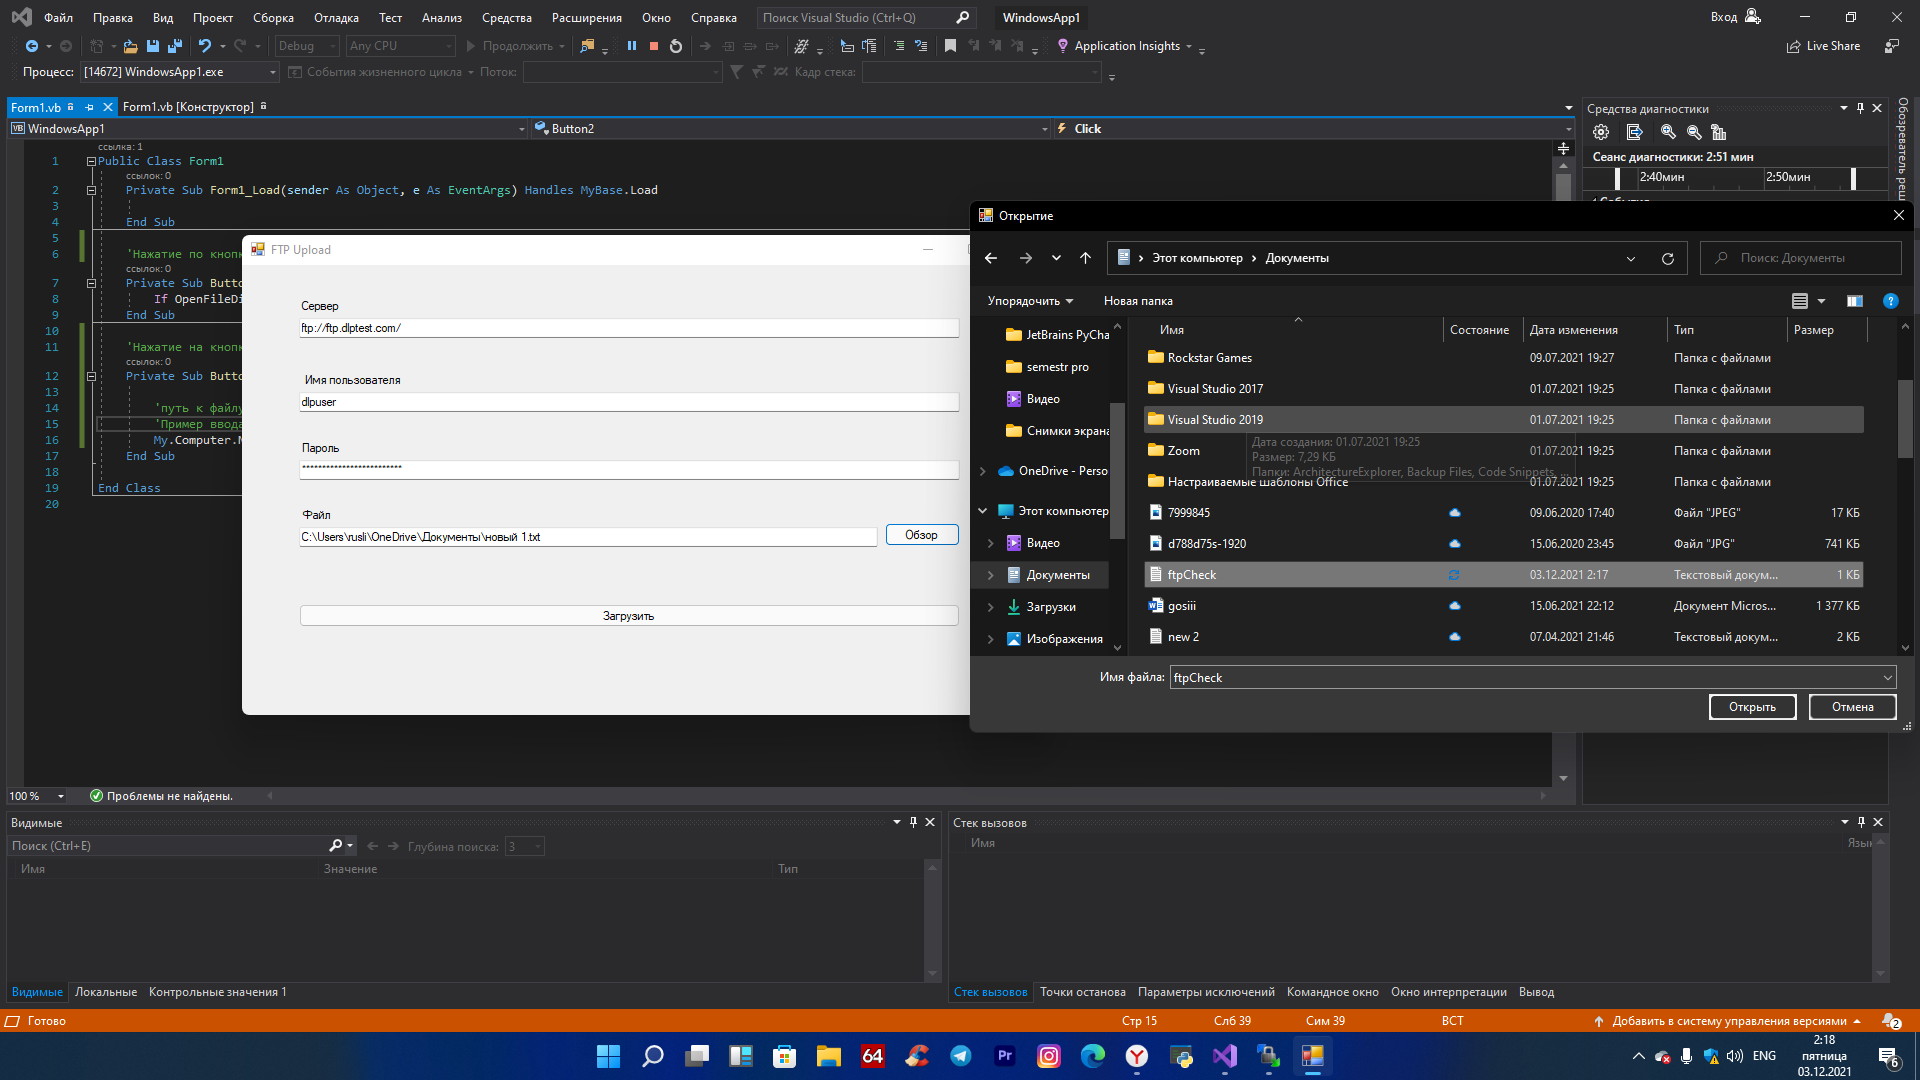 Файл Правка Вид Проект Сборка Отладка Тест Анализ Средства Расширения Окно Справка Поиск Visual Studio (Ctrl+Q) WindowsApp1 Вход
Debug Any CPU Продолжить Application Insights Live Share
Процесс: [14672] WindowsApp1.exe События жизненного цикла Поток: Кадр стека:
Form1.vb Form1.vb [Конструктор]
WindowsApp1 Button2 Click
ссылка: 1
1 Public Class Form1
ссылок: 0
2 Private Sub Form1_Load(sender As Object, e As EventArgs) Handles MyBase.Load
3
4 End Sub
5
6 'Нажатие по кнопк
ссылок: 0
7 Private Sub Butto
8 If OpenFileDi
9 End Sub
10
11 'Нажатие на кнопк
ссылок: 0
12 Private Sub Butto
13
14 'путь к файлу
15 'Пример ввода
16 My.Computer.N
17 End Sub
18
19 End Class
20
FTP Upload
Сервер
ftp://ftp.dlptest.com/
Имя пользователя
dlpuser
Пароль
*************************
Файл
C:\Users\rusli\OneDrive\Документы\новый 1.txt Обзор
Загрузить
Средства диагностики
Сеанс диагностики: 2:51 мин
2:40мин 2:50мин
Обозреватель реш
Открытие
Этот компьютер Документы Поиск: Документы
Упорядочить Новая папка
JetBrains PyCha
semestr pro
Видео
Снимки экрана
OneDrive - Perso
Этот компьютер
Видео
Документы
Загрузки
Изображения
Имя Состояние Дата изменения Тип Размер
Rockstar Games 09.07.2021 19:27 Папка с файлами
Visual Studio 2017 01.07.2021 19:25 Папка с файлами
Visual Studio 2019 01.07.2021 19:25 Папка с файлами
Дата создания: 01.07.2021 19:25
Zoom 01.07.2021 19:25 Папка с файлами
Размер: 7,29 КБ
Папки: ArchitectureExplorer, Backup Files, Code Snippets, ...
Настраиваемые шаблоны Office 01.07.2021 19:25 Папка с файлами
7999845 09.06.2020 17:40 Файл "JPEG" 17 КБ
d788d75s-1920 15.06.2020 23:45 Файл "JPG" 741 КБ
ftpCheck 03.12.2021 2:17 Текстовый докум... 1 КБ
gosiii 15.06.2021 22:12 Документ Micros... 1 377 КБ
new 2 07.04.2021 21:46 Текстовый докум... 2 КБ
Имя файла: ftpCheck
Открыть Отмена
100 % Проблемы не найдены.
Видимые
Поиск (Ctrl+E) Глубина поиска: 3
Имя Значение Тип
Видимые Локальные Контрольные значения 1
Стек вызовов
Имя Язык
Стек вызовов Точки останова Параметры исключений Командное окно Окно интерпретации Вывод
Готово Стр 15 Слб 39 Сим 39 ВСТ Добавить в систему управления версиями 2
64 Pr ENG
2:18
пятница
03.12.2021
6